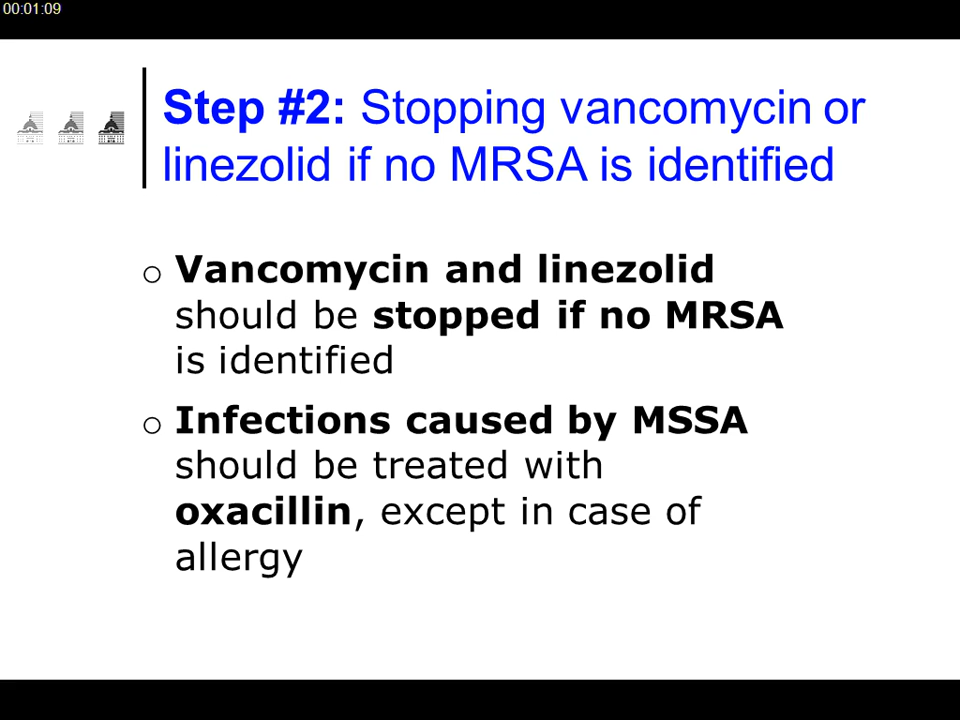 00:01:09
Step #2: Stopping vancomycin or
linezolid if no MRSA is identified
o Vancomycin and linezolid
should be stopped if no MRSA
is identified
o Infections caused by MSSA
should be treated with
oxacillin, except in case of
allergy